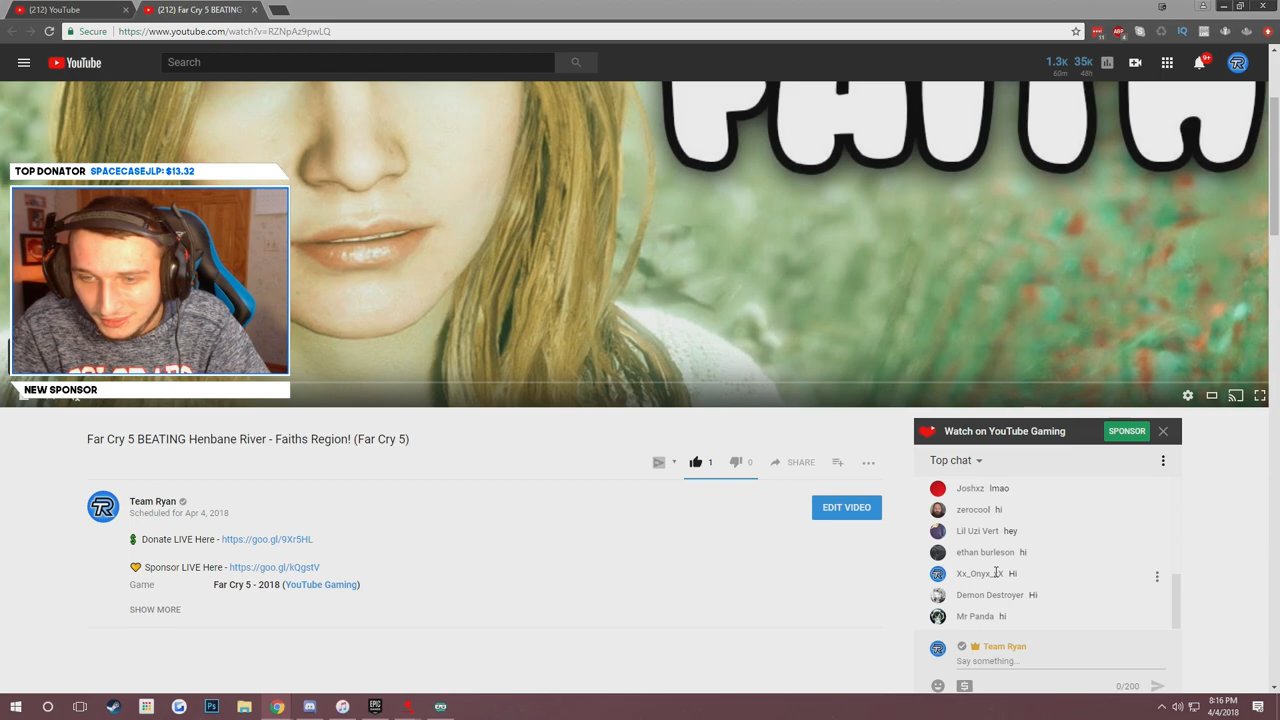 (212) YouTube
(212) Far Cry 5 BEATING
Secure https://www.youtube.com/watch?v=RZNpAz9pwLQ
YouTube
Search
1.3K 35K
60m 48h
9+
FAITH
TOP DONATOR SPACECASEJLP: $13.32
NEW SPONSOR
Far Cry 5 BEATING Henbane River - Faiths Region! (Far Cry 5)
1 0 SHARE
Team Ryan
Scheduled for Apr 4, 2018
EDIT VIDEO
Donate LIVE Here - https://goo.gl/9Xr5HL
Sponsor LIVE Here - https://goo.gl/kQgstV
Game Far Cry 5 - 2018 (YouTube Gaming)
SHOW MORE
Watch on YouTube Gaming SPONSOR
Top chat
Joshxz lmao
zerocool hi
Lil Uzi Vert hey
ethan burleson hi
Hi
Demon Destroyer Hi
Mr Panda hi
Team Ryan
Say something...
0/200
8:16 PM
4/4/2018